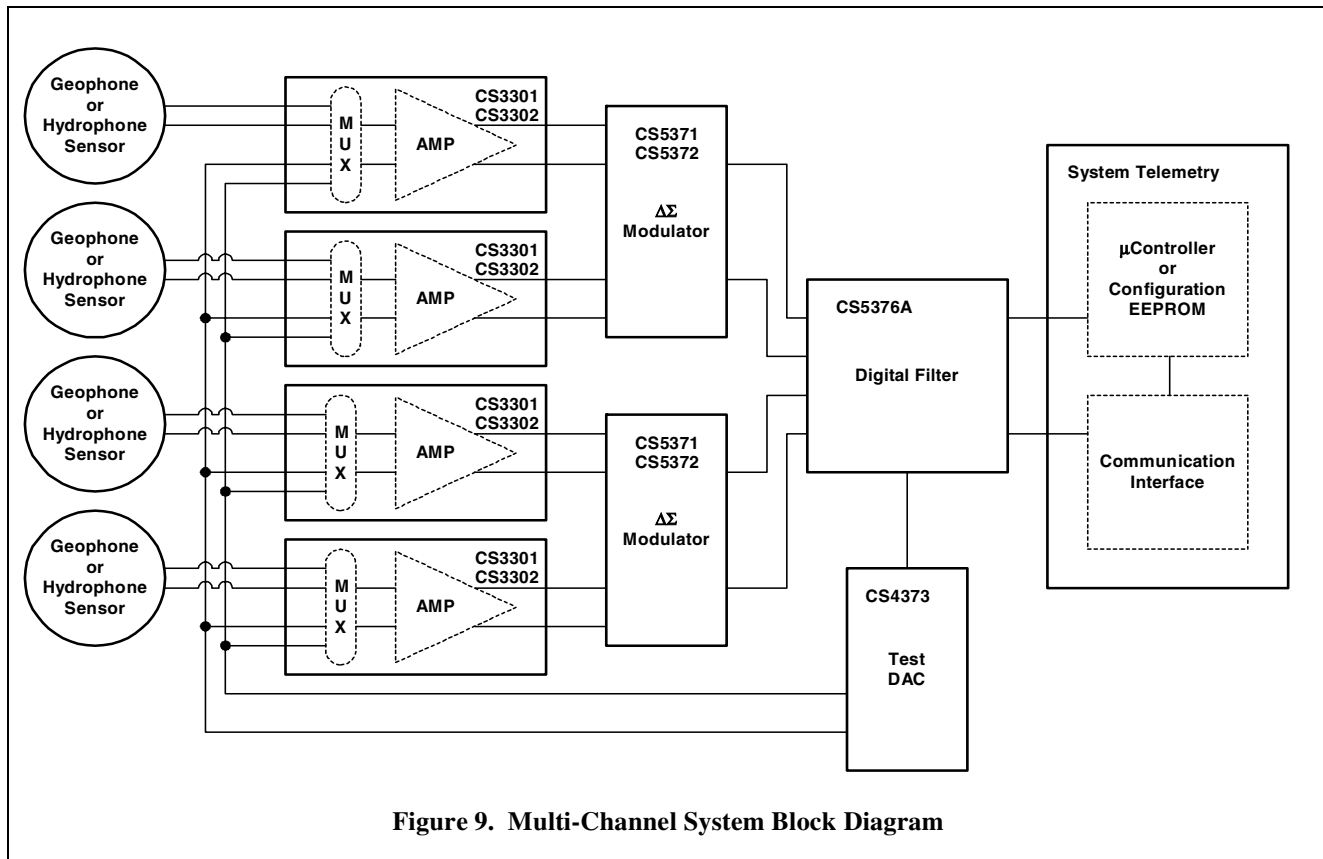 Geophone
or
Hydrophone
Sensor
M
U
X
AMP
CS3301
CS3302
Geophone
or
Hydrophone
Sensor
M
U
X
AMP
CS3301
CS3302
CS5371
CS5372
ΔΣ
Modulator
Geophone
or
Hydrophone
Sensor
M
U
X
AMP
CS3301
CS3302
Geophone
or
Hydrophone
Sensor
M
U
X
AMP
CS3301
CS3302
CS5371
CS5372
ΔΣ
Modulator
CS5376A
Digital Filter
CS4373
Test
DAC
System Telemetry
µController
or
Configuration
EEPROM
Communication
Interface
Figure 9. Multi-Channel System Block Diagram